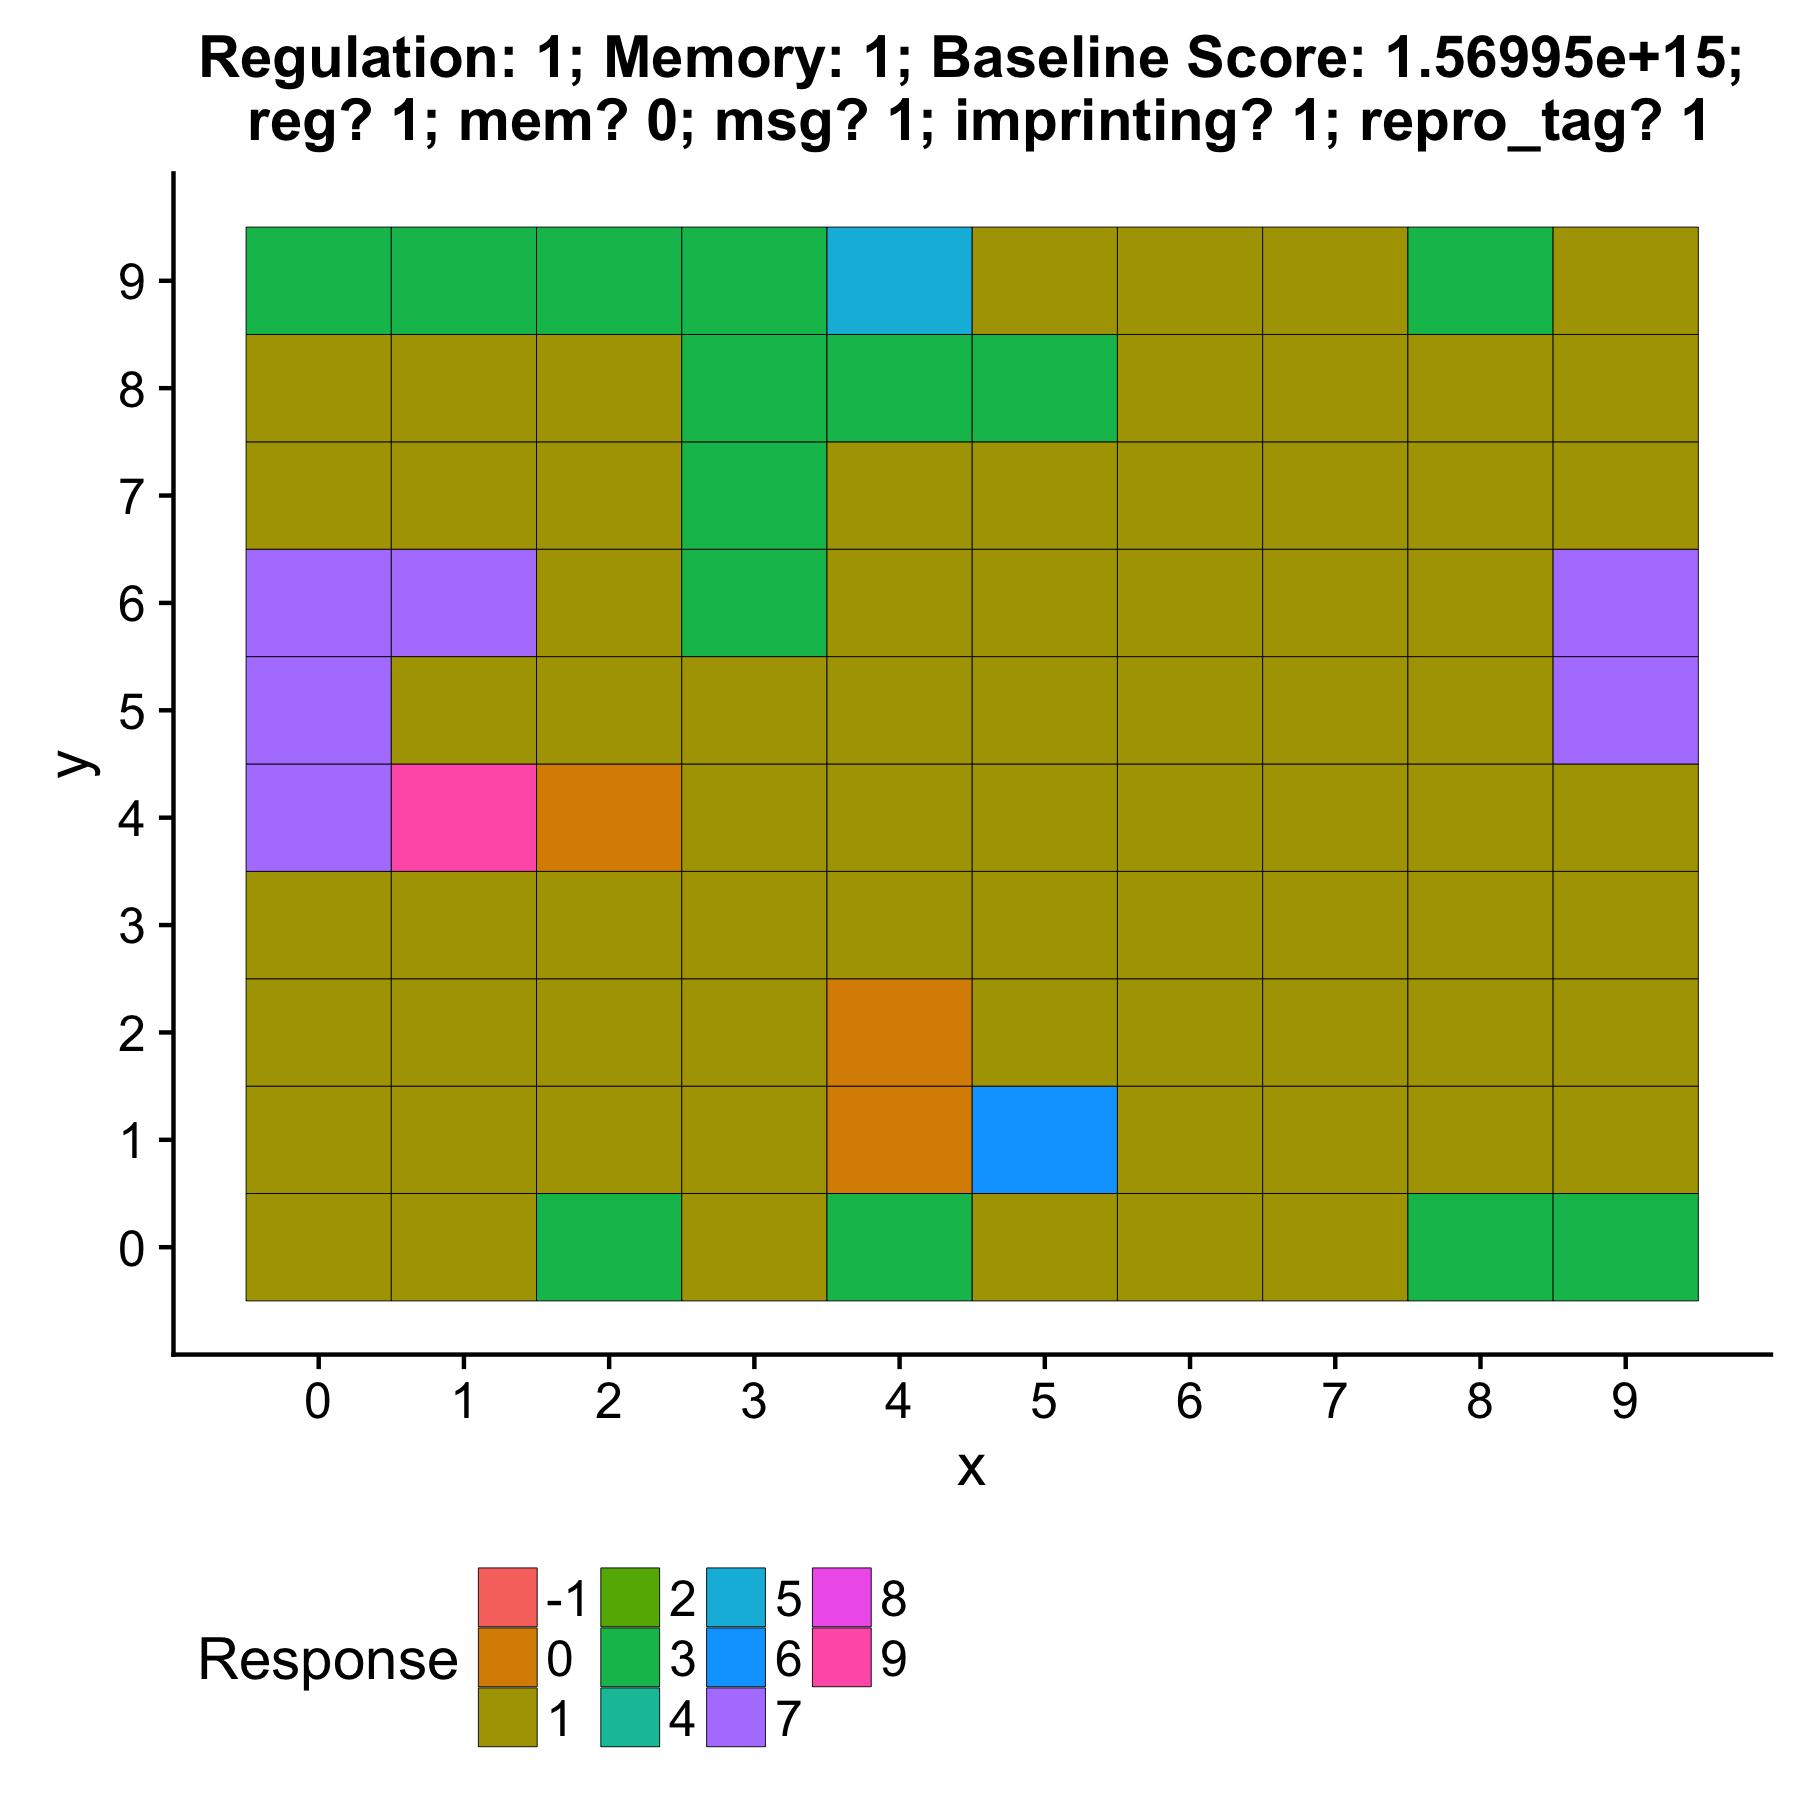 Regulation: 1; Memory: 1; Baseline Score: 1.56995e+15;
reg? 1; mem? 0; msg? 1; imprinting? 1; repro_tag? 1
9
8
7
6
5
4
3
2
1
0
y
0 1 2 3 4 5 6 7 8 9
x
Response
-1 2 5 8
0 3 6 9
1 4 7